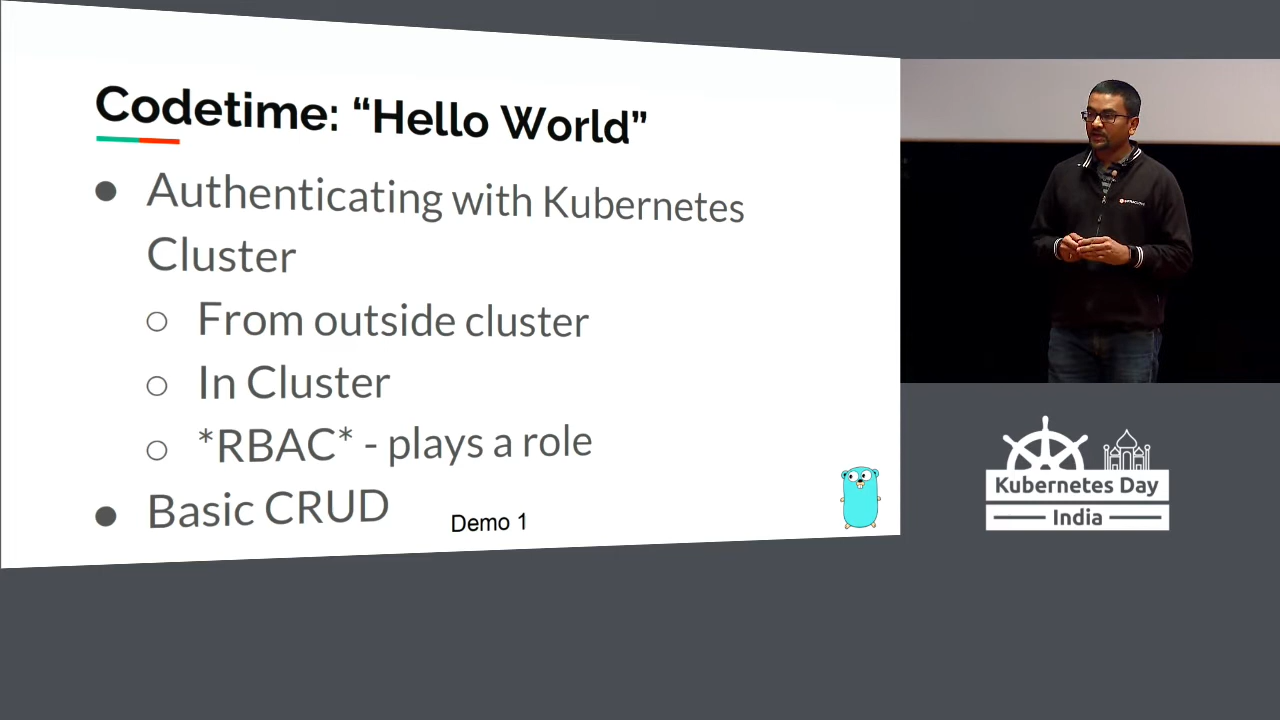 Codetime: “Hello World”
● Authenticating with Kubernetes
Cluster
○ From outside cluster
○ In Cluster
○ *RBAC* - plays a role
● Basic CRUD
Demo 1
Kubernetes Day
India